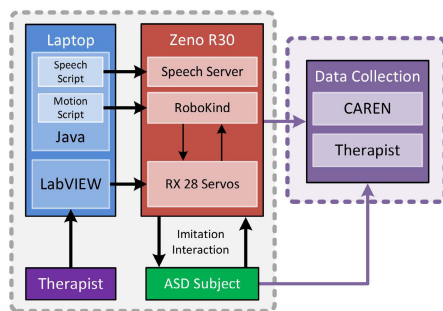 Laptop
Speech
Script
Motion
Script
Java
LabVIEW
Therapist
Zeno R30
Speech Server
RoboKind
RX 28 Servos
Imitation
Interaction
ASD Subject
Data Collection
CAREN
Therapist